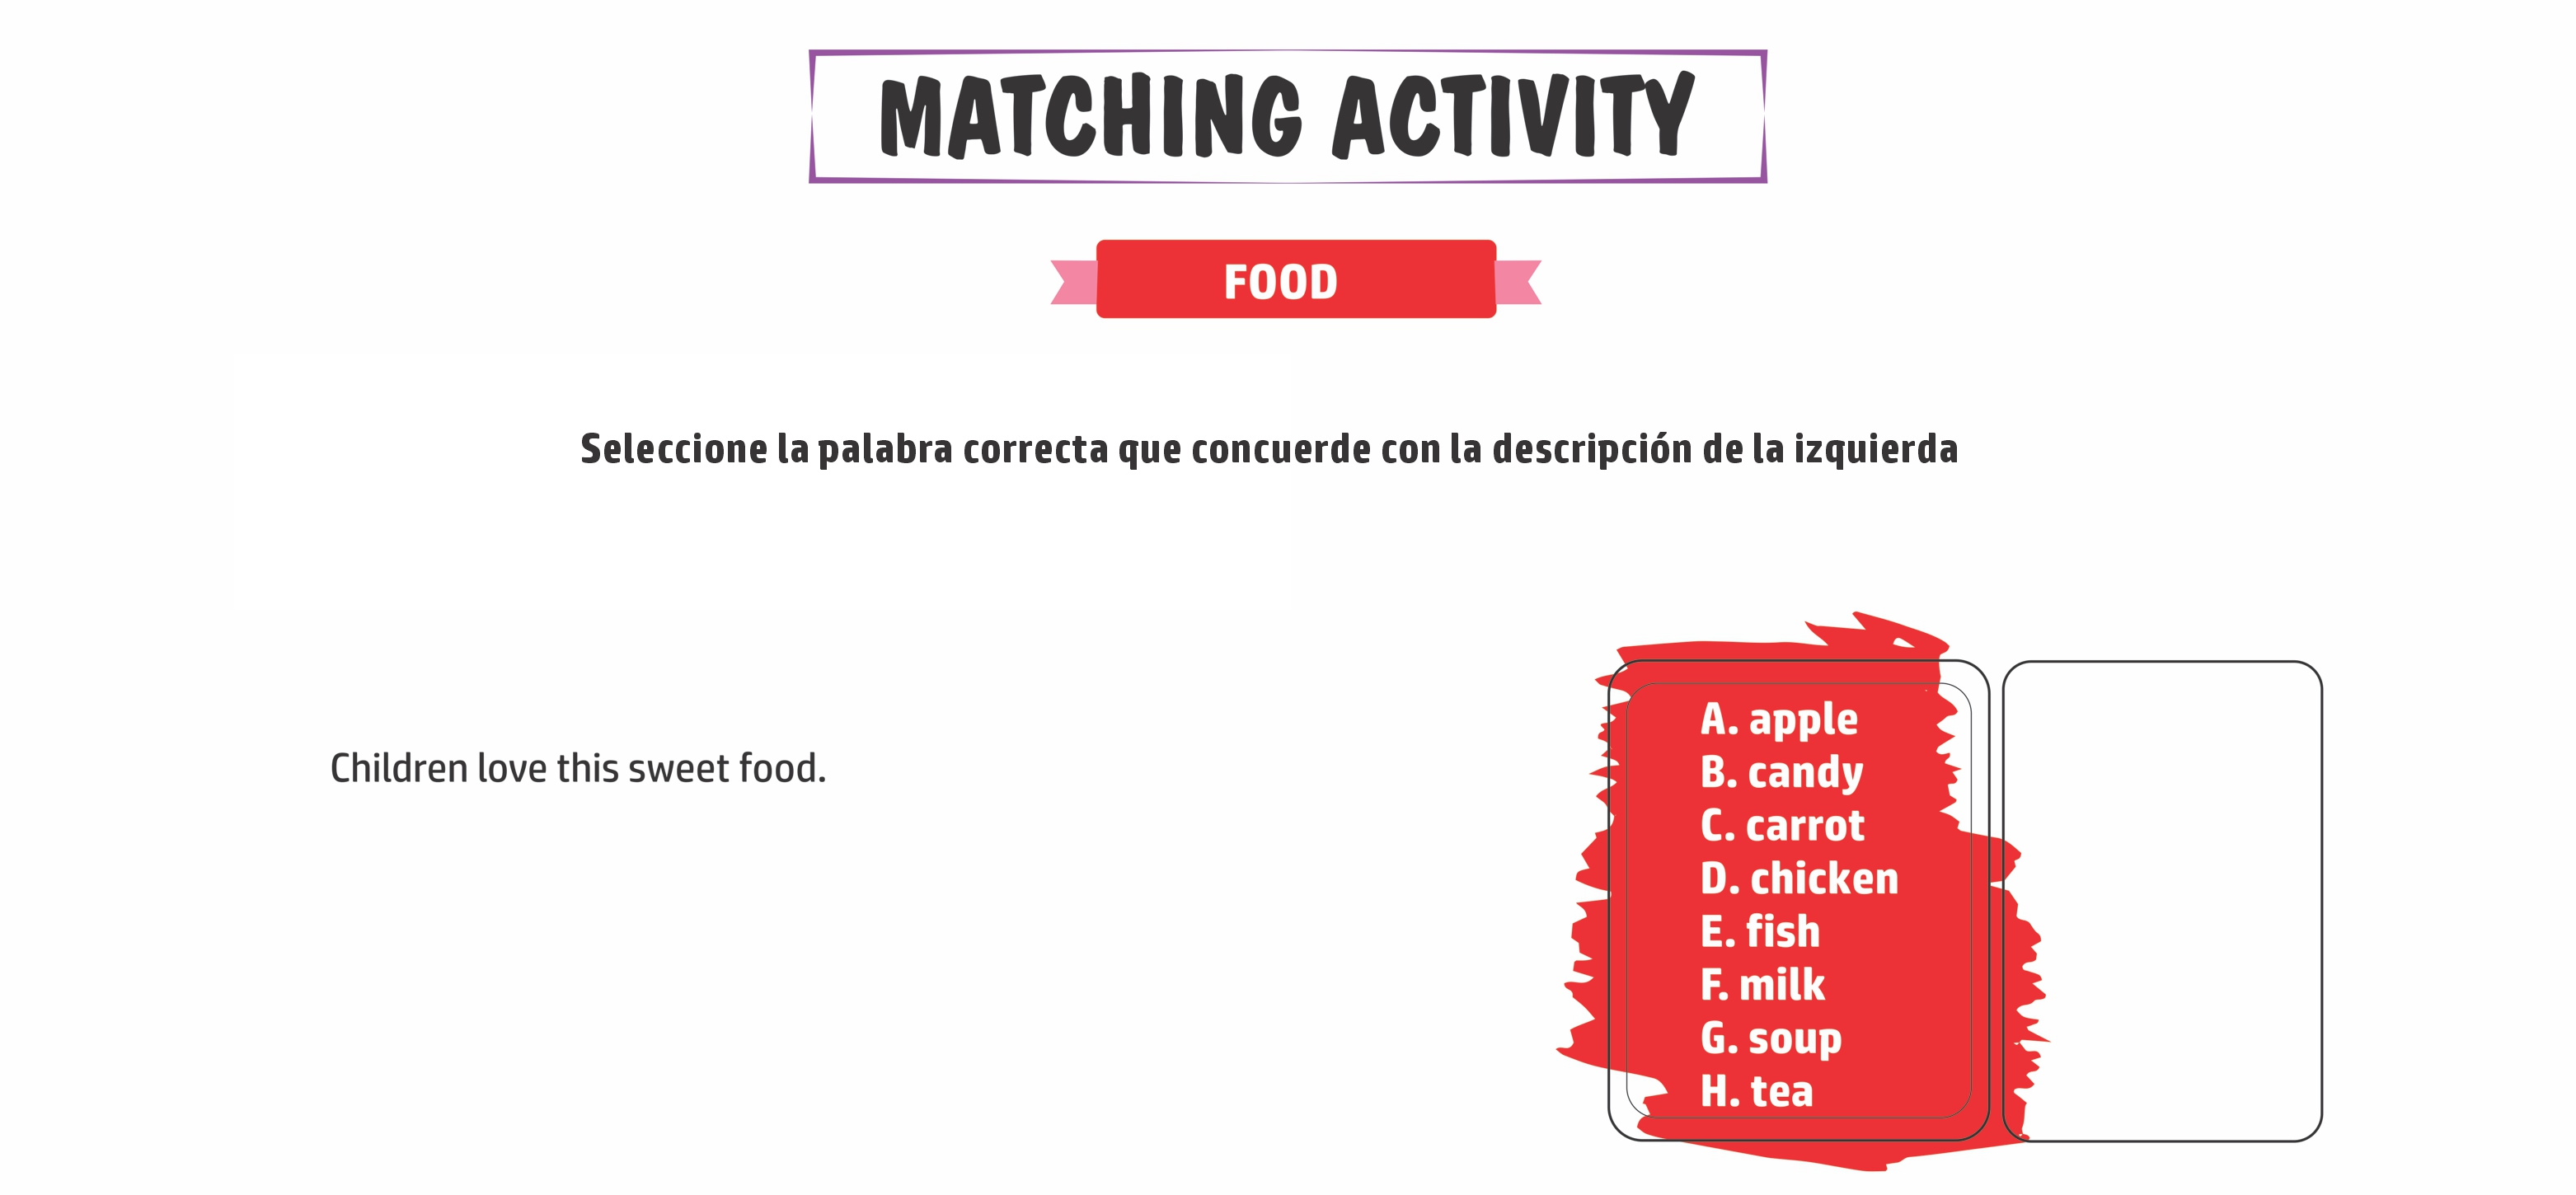 MATCHING ACTIVITY
FOOD
Seleccione la palabra correcta que concuerde con la descripción de la izquierda
Children love this sweet food.
A. apple
B. candy
C. carrot
D. chicken
E. fish
F. milk
G. soup
H. tea